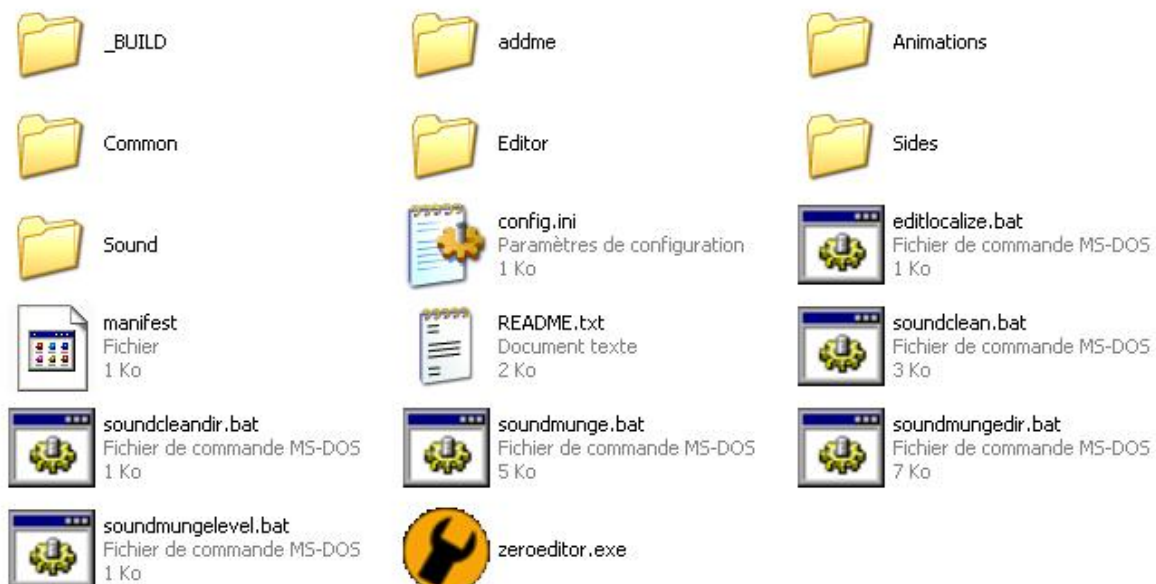 _BUILD
addme
Animations
Common
Editor
Sides
Sound
config.ini
Paramètres de configuration
1 Ko
editlocalize.bat
Fichier de commande MS-DOS
1 Ko
manifest
Fichier
1 Ko
README.txt
Document texte
2 Ko
soundclean.bat
Fichier de commande MS-DOS
3 Ko
soundcleandir.bat
Fichier de commande MS-DOS
1 Ko
soundmunge.bat
Fichier de commande MS-DOS
5 Ko
soundmungedir.bat
Fichier de commande MS-DOS
7 Ko
soundmungelevel.bat
Fichier de commande MS-DOS
1 Ko
zeroeditor.exe